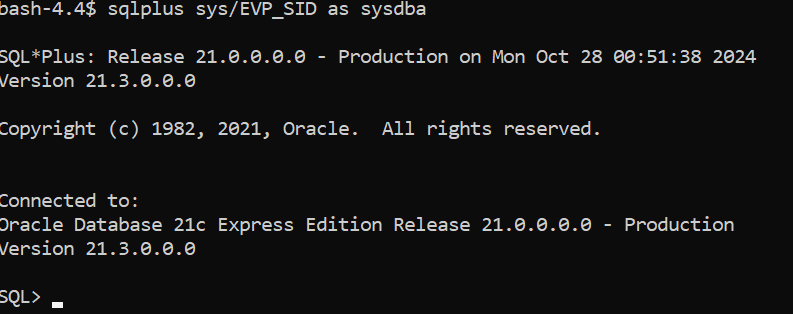 bash-4.4$ sqlplus sys/EVP_SID as sysdba
SQL*Plus: Release 21.0.0.0.0 - Production on Mon Oct 28 00:51:38 2024
Version 21.3.0.0.0
Copyright (c) 1982, 2021, Oracle.  All rights reserved.
Connected to:
Oracle Database 21c Express Edition Release 21.0.0.0.0 - Production
Version 21.3.0.0.0
SQL>